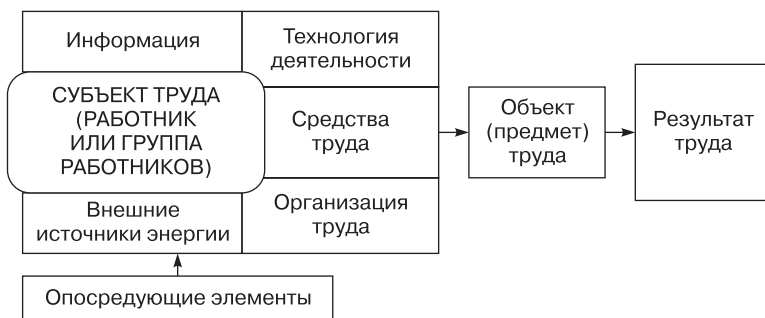 Информация
Технология
деятельности
СУБЪЕКТ ТРУДА
(РАБОТНИК
ИЛИ ГРУППА
РАБОТНИКОВ)
Средства
труда
Объект
(предмет)
труда
Результат
труда
Внешние
источники энергии
Организация
труда
Опосредующие элементы